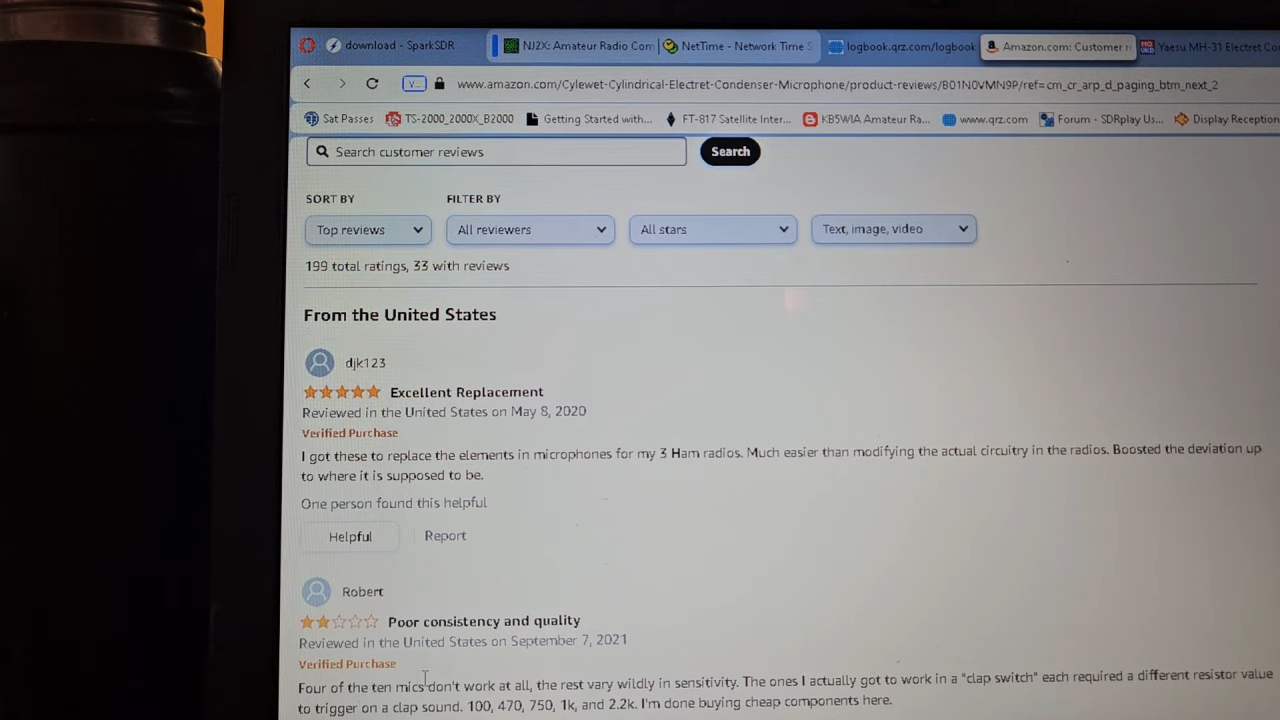 download - SparkSDR
NJ2X: Amateur Radio Com
NetTime - Network Time S
logbook.qrz.com/logbook
Amazon.com: Customer r
Yaesu MH-31 Electret Co
V...
www.amazon.com/Cylewet-Cylindrical-Electret-Condenser-Microphone/product-reviews/B01N0VMN9P/ref=cm_cr_arp_d_paging_btm_next_2
Sat Passes
TS-2000_2000X_B2000
Getting Started with...
FT-817 Satellite Inter...
KB5WIA Amateur Ra...
www.qrz.com
Forum - SDRplay Us...
Display Reception
Search customer reviews
Search
SORT BY
FILTER BY
Top reviews
All reviewers
All stars
Text, image, video
199 total ratings, 33 with reviews
From the United States
djk123
Excellent Replacement
Reviewed in the United States on May 8, 2020
Verified Purchase
I got these to replace the elements in microphones for my 3 Ham radios. Much easier than modifying the actual circuitry in the radios. Boosted the deviation up
to where it is supposed to be.
One person found this helpful
Helpful
Report
Robert
Poor consistency and quality
Reviewed in the United States on September 7, 2021
Verified Purchase
Four of the ten mics don't work at all, the rest vary wildly in sensitivity. The ones I actually got to work in a "clap switch" each required a different resistor value
to trigger on a clap sound. 100, 470, 750, 1k, and 2.2k. I'm done buying cheap components here.